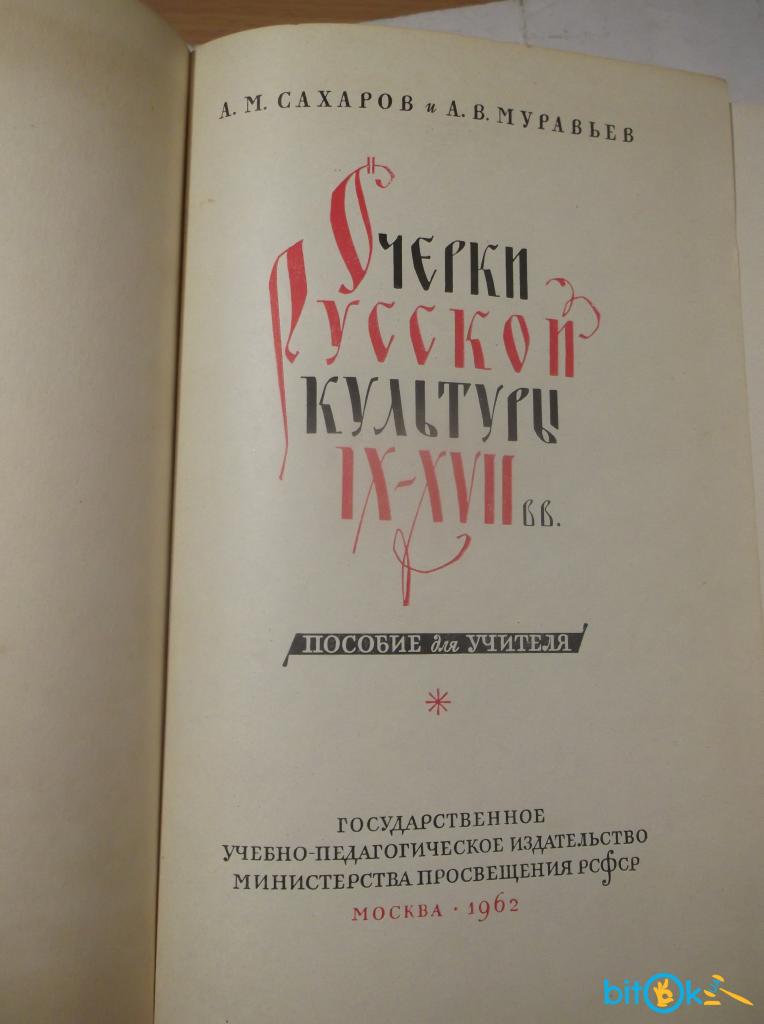 А. М. САХАРОВ и А. В. МУРАВЬЕВ
ОЧЕРКИ
РУССКОЙ
КУЛЬТУРЫ
IX-XVII вв.
ПОСОБИЕ для УЧИТЕЛЯ
ГОСУДАРСТВЕННОЕ
УЧЕБНО-ПЕДАГОГИЧЕСКОЕ ИЗДАТЕЛЬСТВО
МИНИСТЕРСТВА ПРОСВЕЩЕНИЯ РСФСР
МОСКВА · 1962
bitOk